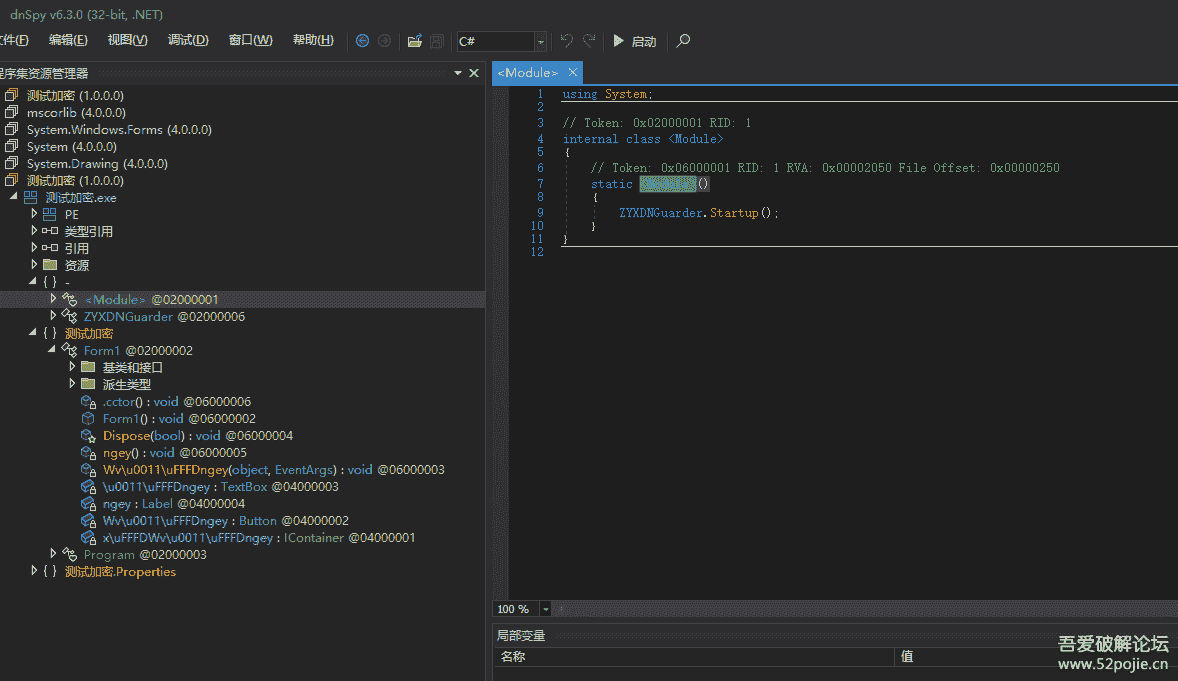 dnSpy v6.3.0 (32-bit, .NET)
文件(F) 编辑(E) 视图(V) 调试(D) 窗口(W) 帮助(H) C# 启动
程序集资源管理器
测试加密 (1.0.0.0)
mscorlib (4.0.0.0)
System.Windows.Forms (4.0.0.0)
System (4.0.0.0)
System.Drawing (4.0.0.0)
测试加密 (1.0.0.0)
测试加密.exe
PE
类型引用
引用
资源
{ } -
<Module> @02000001
ZYXDNGuarder @02000006
{ } 测试加密
Form1 @02000002
基类和接口
派生类型
.cctor() : void @06000006
Form1() : void @06000002
Dispose(bool) : void @06000004
ngey() : void @06000005
Wv\u0011\uFFFDngey(object, EventArgs) : void @06000003
\u0011\uFFFDngey : TextBox @04000003
ngey : Label @04000004
Wv\u0011\uFFFDngey : Button @04000002
x\uFFFDWv\u0011\uFFFDngey : IContainer @04000001
Program @02000003
{ } 测试加密.Properties
<Module>
1 using System;
2
3 // Token: 0x02000001 RID: 1
4 internal class <Module>
5 {
6 // Token: 0x06000001 RID: 1 RVA: 0x00002050 File Offset: 0x00000250
7 static ()
8 {
9 ZYXDNGuarder.Startup();
10 }
11 }
12
100 %
局部变量
名称 值
吾爱破解论坛
www.52pojie.cn